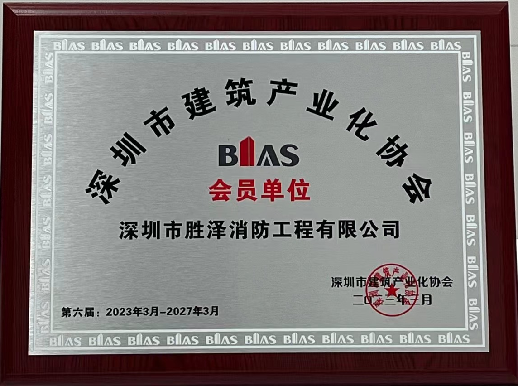 深圳市建筑产业化协会
BIAS
会员单位
深圳市胜泽消防工程有限公司
深圳市建筑产业化协会
第六届：2023年3月-2027年3月